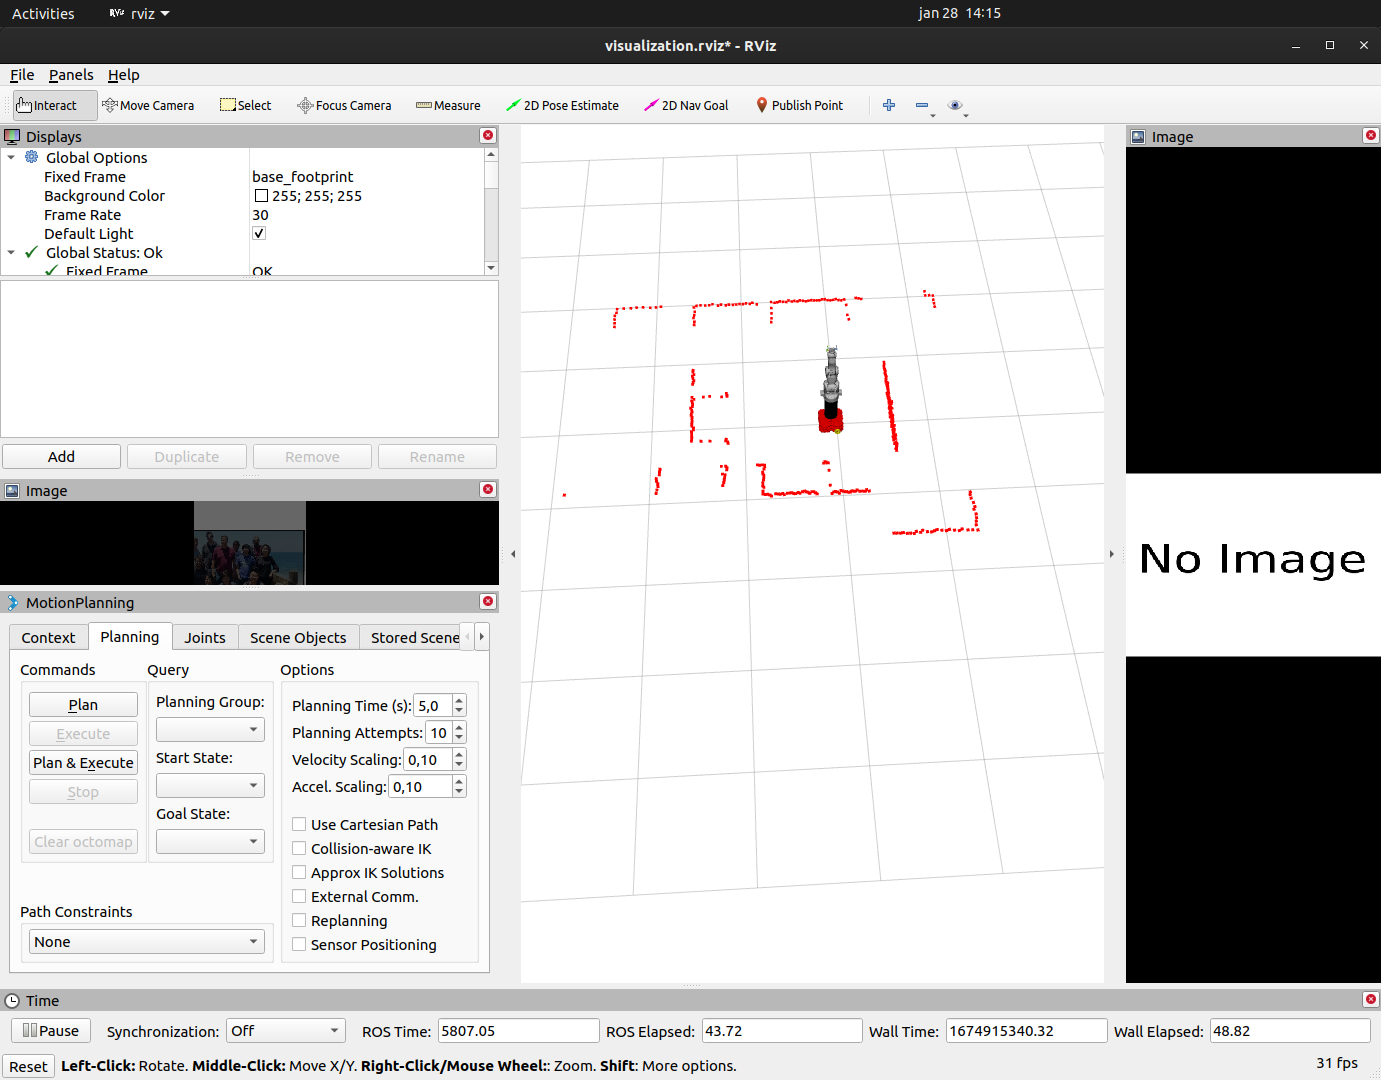 Activities RViz rviz jan 28 14:15
visualization.rviz* - RViz
File Panels Help
Interact Move Camera Select Focus Camera Measure 2D Pose Estimate 2D Nav Goal Publish Point
Displays
Global Options
Fixed Frame base_footprint
Background Color 255; 255; 255
Frame Rate 30
Default Light
Global Status: Ok
Fixed Frame OK
Add Duplicate Remove Rename
Image
MotionPlanning
Context Planning Joints Scene Objects Stored Scene
Commands Query Options
Plan
Execute
Plan & Execute
Stop
Clear octomap
Planning Group:
Start State:
Goal State:
Planning Time (s): 5,0
Planning Attempts: 10
Velocity Scaling: 0,10
Accel. Scaling: 0,10
Use Cartesian Path
Collision-aware IK
Approx IK Solutions
External Comm.
Replanning
Sensor Positioning
Path Constraints
None
Image
No Image
Time
Pause Synchronization: Off ROS Time: 5807.05 ROS Elapsed: 43.72 Wall Time: 1674915340.32 Wall Elapsed: 48.82
Reset Left-Click: Rotate. Middle-Click: Move X/Y. Right-Click/Mouse Wheel:: Zoom. Shift: More options. 31 fps